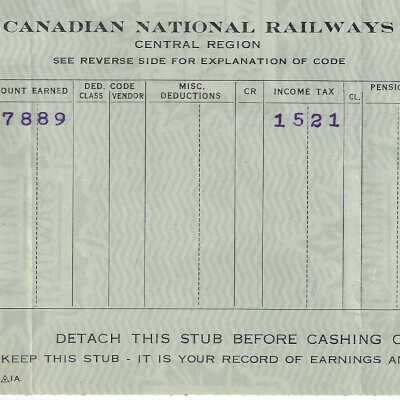 CANADIAN NATIONAL RAILWAYS
CENTRAL REGION
SEE REVERSE SIDE FOR EXPLANATION OF CODE
OUNT EARNED DED. CODE CLASS VENDOR MISC. DEDUCTIONS CR INCOME TAX CL. PENSIO
7889 1521
DETACH THIS STUB BEFORE CASHING C
KEEP THIS STUB - IT IS YOUR RECORD OF EARNINGS AN
1A